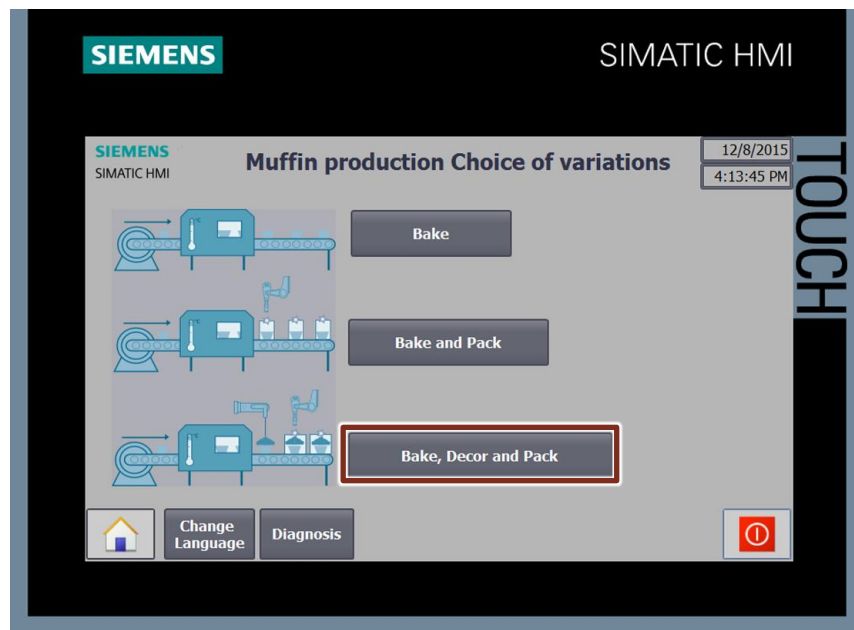 SIEMENS
SIMATIC HMI
SIEMENS
SIMATIC HMI
Muffin production Choice of variations
12/8/2015
4:13:45 PM
TOUCH
Bake
Bake and Pack
Bake, Decor and Pack
Change
Language
Diagnosis